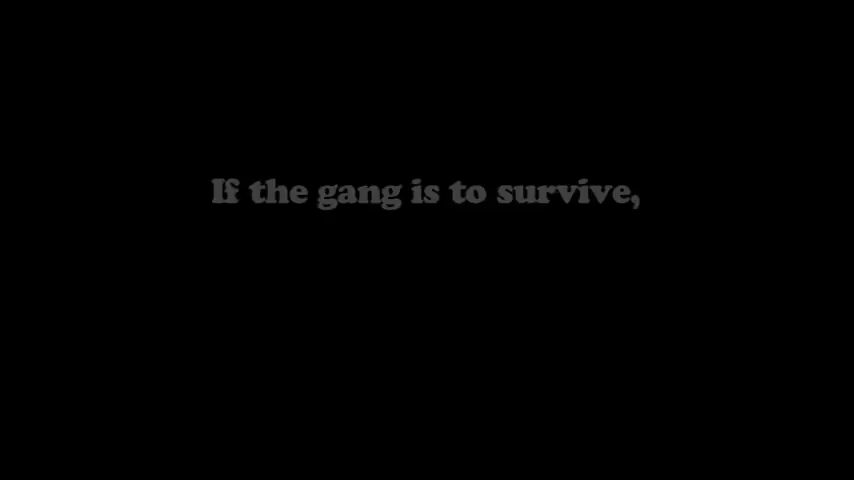 If the gang is to survive,